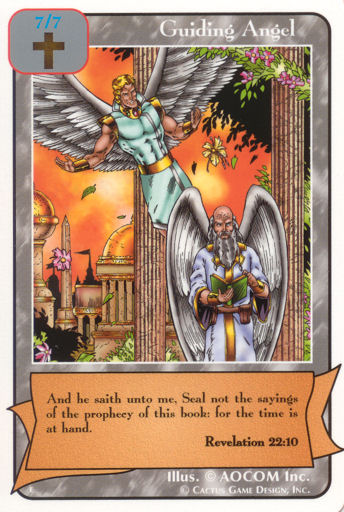 7/7
Guiding Angel
And he saith unto me, Seal not the sayings
of the prophecy of this book: for the time is
at hand.
Revelation 22:10
Illus. © AOCOM Inc.
© Cactus Game Design, Inc.